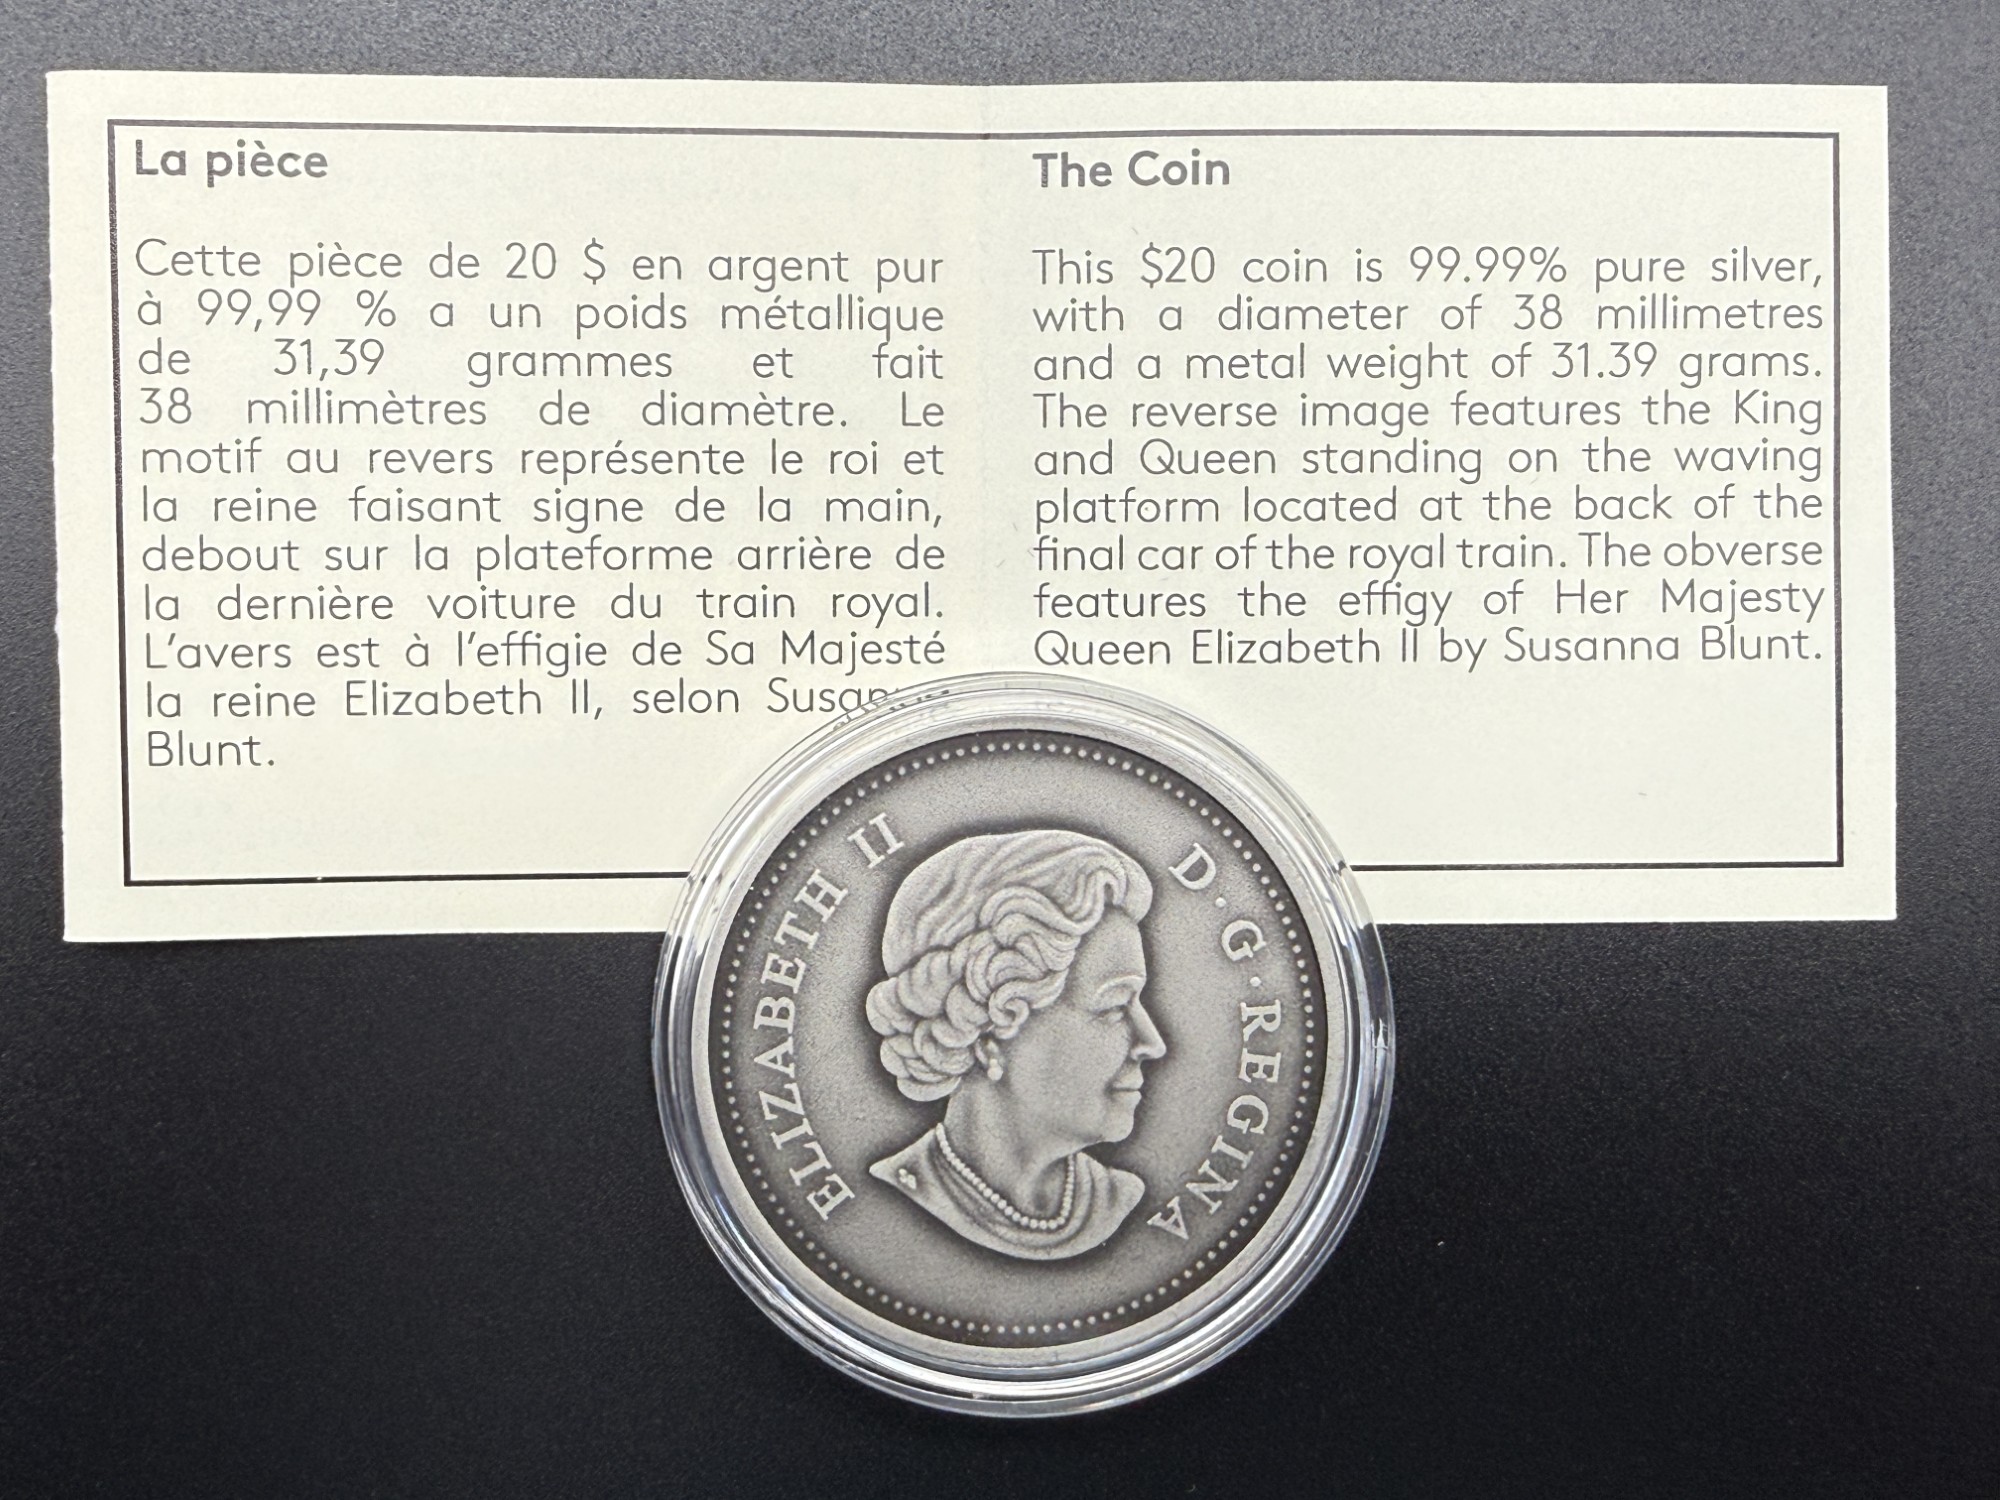 La pièce
Cette pièce de 20 $ en argent pur
à 99,99 % a un poids métallique
de 31,39 grammes et fait
38 millimètres de diamètre. Le
motif au revers représente le roi et
la reine faisant signe de la main,
debout sur la plateforme arrière de
la dernière voiture du train royal.
L'avers est à l'effigie de Sa Majesté
la reine Elizabeth II, selon
Blunt.
The Coin
This $20 coin is 99.99% pure silver,
with a diameter of 38 millimetres
and a metal weight of 31.39 grams.
The reverse image features the King
and Queen standing on the waving
platform located at the back of the
final car of the royal train. The obverse
features the effigy of Her Majesty
Queen Elizabeth II by Susanna Blunt.
ELIZABETH II
D·G·REGINA